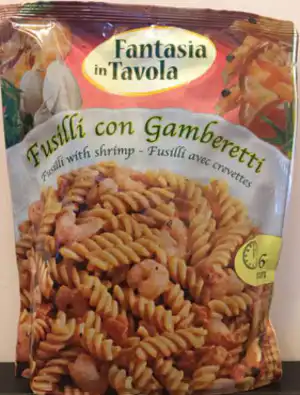 Fantasia
in Tavola
Fusilli con Gamberetti
Fusilli with shrimp - Fusilli avec crevettes
6